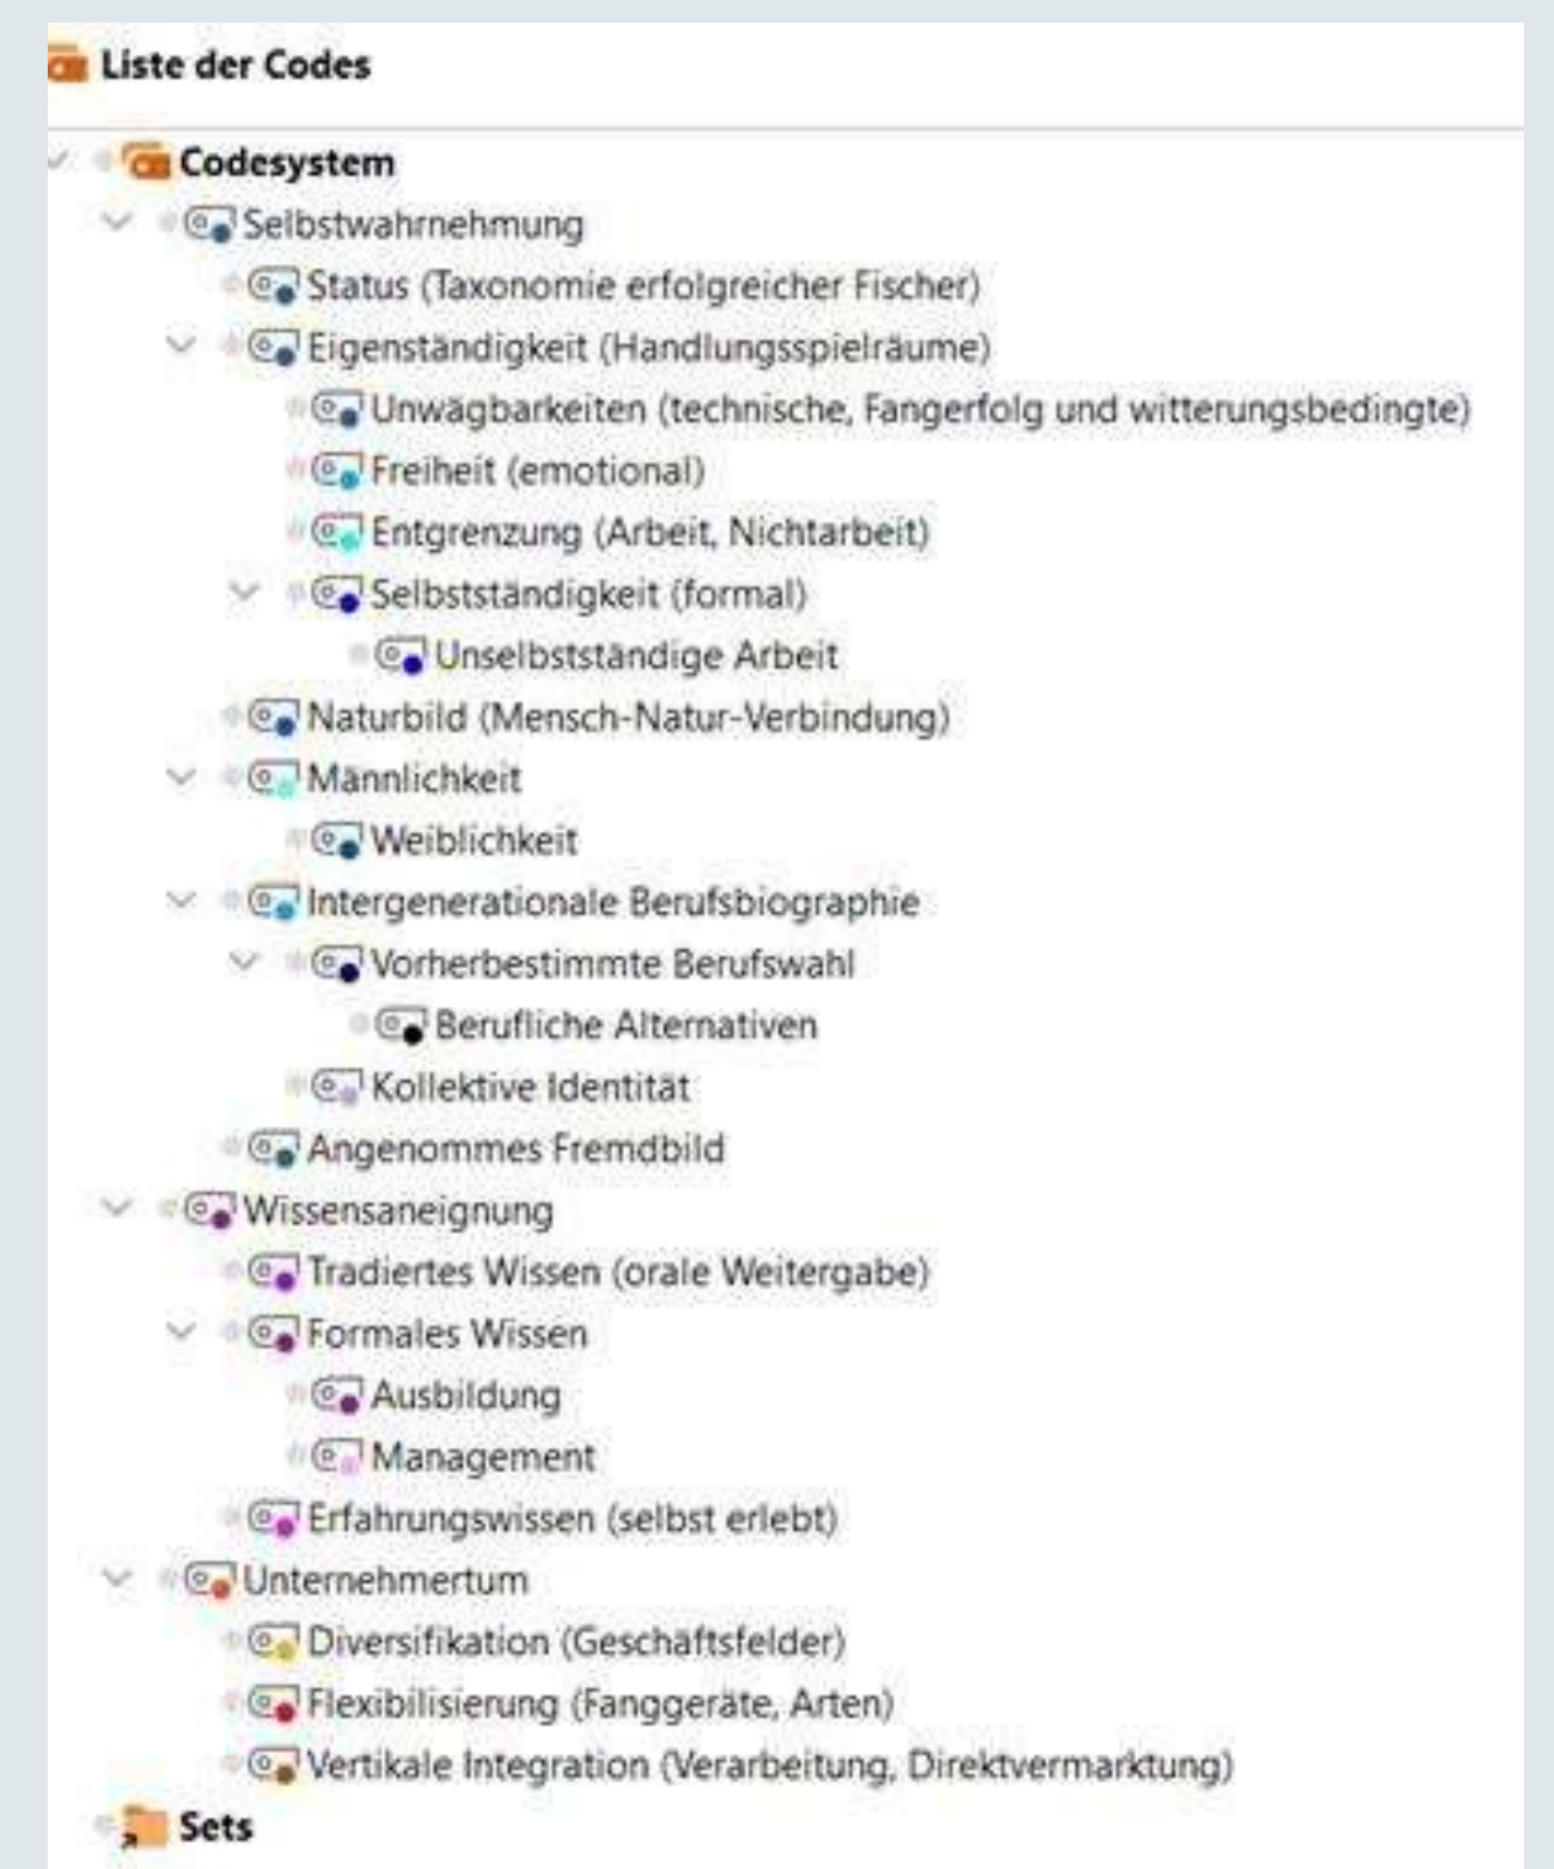 Liste der Codes
Codesystem
Selbstwahrnehmung
Status (Taxonomie erfolgreicher Fischer)
Eigenständigkeit (Handlungsspielräume)
Unwägbarkeiten (technische, Fangerfolg und witterungsbedingte)
Freiheit (emotional)
Entgrenzung (Arbeit, Nichtarbeit)
Selbstständigkeit (formal)
Unselbstständige Arbeit
Naturbild (Mensch-Natur-Verbindung)
Männlichkeit
Weiblichkeit
Intergenerationale Berufsbiographie
Vorherbestimmte Berufswahl
Berufliche Alternativen
Kollektive Identität
Angenommes Fremdbild
Wissensaneignung
Tradiertes Wissen (orale Weitergabe)
Formales Wissen
Ausbildung
Management
Erfahrungswissen (selbst erlebt)
Unternehmertum
Diversifikation (Geschäftsfelder)
Flexibilisierung (Fanggeräte, Arten)
Vertikale Integration (Verarbeitung, Direktvermarktung)
Sets